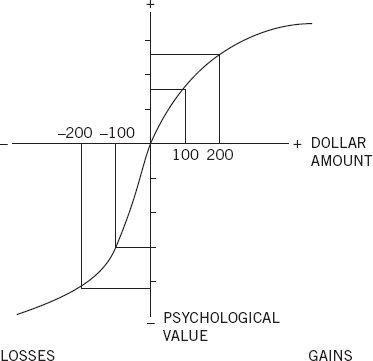 +
–200 –100
– + DOLLAR
100 200 AMOUNT
– PSYCHOLOGICAL
VALUE
LOSSES GAINS